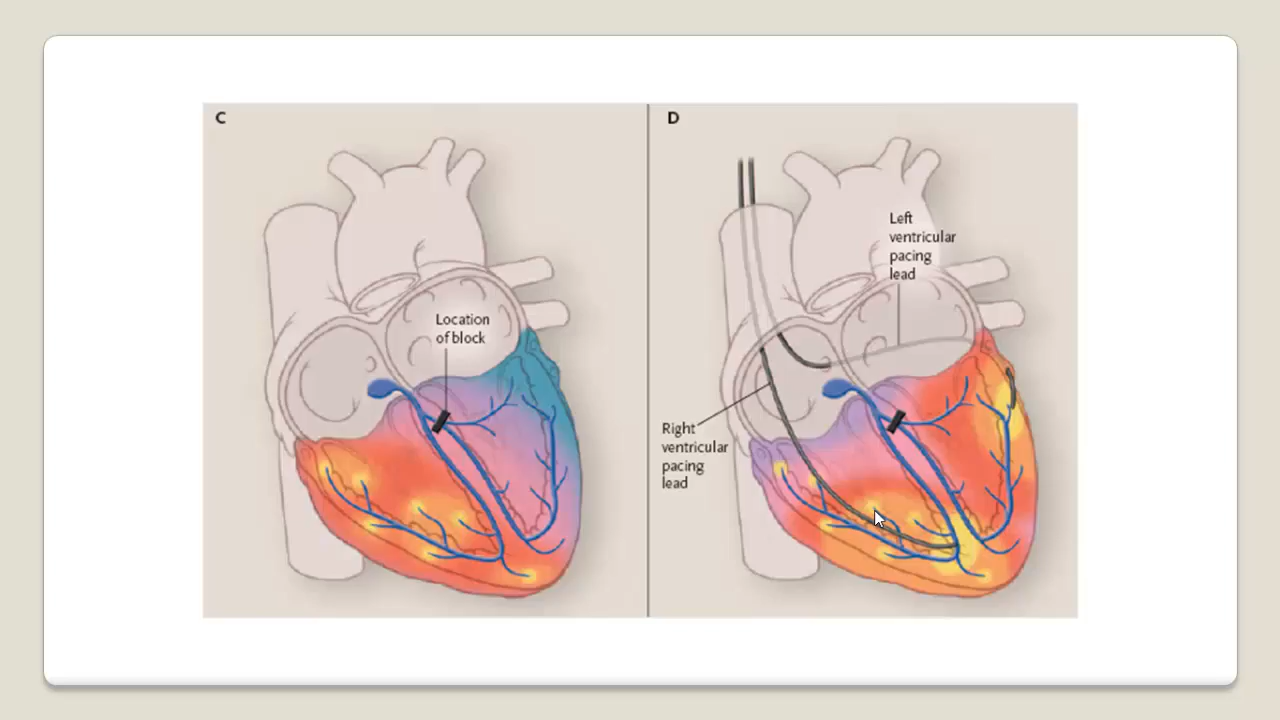 C
Location
of block
D
Left
ventricular
pacing
lead
Right
ventricular
pacing
lead